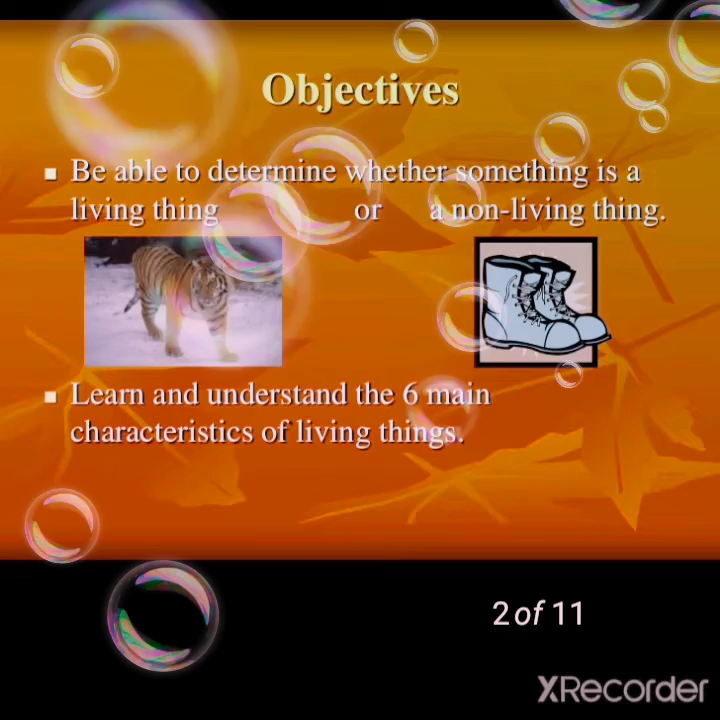 Objectives
Be able to determine whether something is a
living thing or a non-living thing.
Learn and understand the 6 main
characteristics of living things.
2 of 11
XRecorder